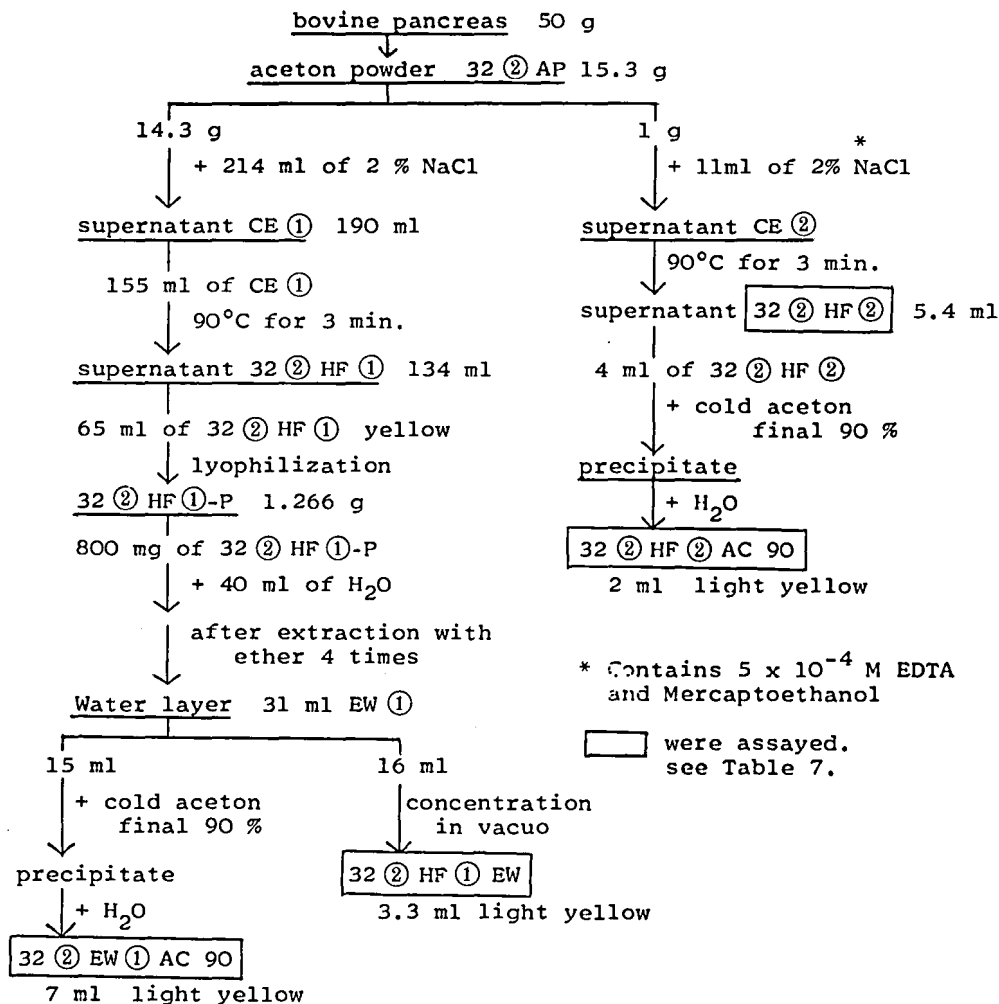 bovine pancreas 50 g
aceton powder 32 ② AP 15.3 g
14.3 g
+ 214 ml of 2 % NaCl
supernatant CE ① 190 ml
155 ml of CE ①
90°C for 3 min.
supernatant 32 ② HF ① 134 ml
65 ml of 32 ② HF ① yellow
lyophilization
32 ② HF ①-P 1.266 g
800 mg of 32 ② HF ①-P
+ 40 ml of H₂O
after extraction with
ether 4 times
Water layer 31 ml EW ①
15 ml
+ cold aceton
final 90 %
precipitate
+ H₂O
32 ② EW ① AC 90
7 ml light yellow
16 ml
concentration
in vacuo
32 ② HF ① EW
3.3 ml light yellow
1 g
*
+ 11ml of 2% NaCl
supernatant CE ②
90°C for 3 min.
supernatant 32 ② HF ② 5.4 ml
4 ml of 32 ② HF ②
+ cold aceton
final 90 %
precipitate
+ H₂O
32 ② HF ② AC 90
2 ml light yellow
* Contains 5 x 10⁻⁴ M EDTA
and Mercaptoethanol
were assayed.
see Table 7.